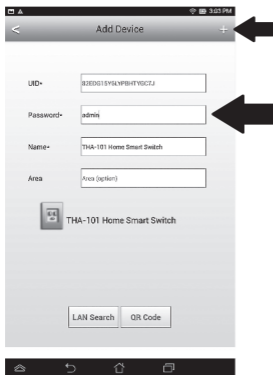 3:03 PM
< Add Device +
UID*
Password* admin
Name* THA-101 Home Smart Switch
Area Area (option)
THA-101 Home Smart Switch
LAN Search QR Code